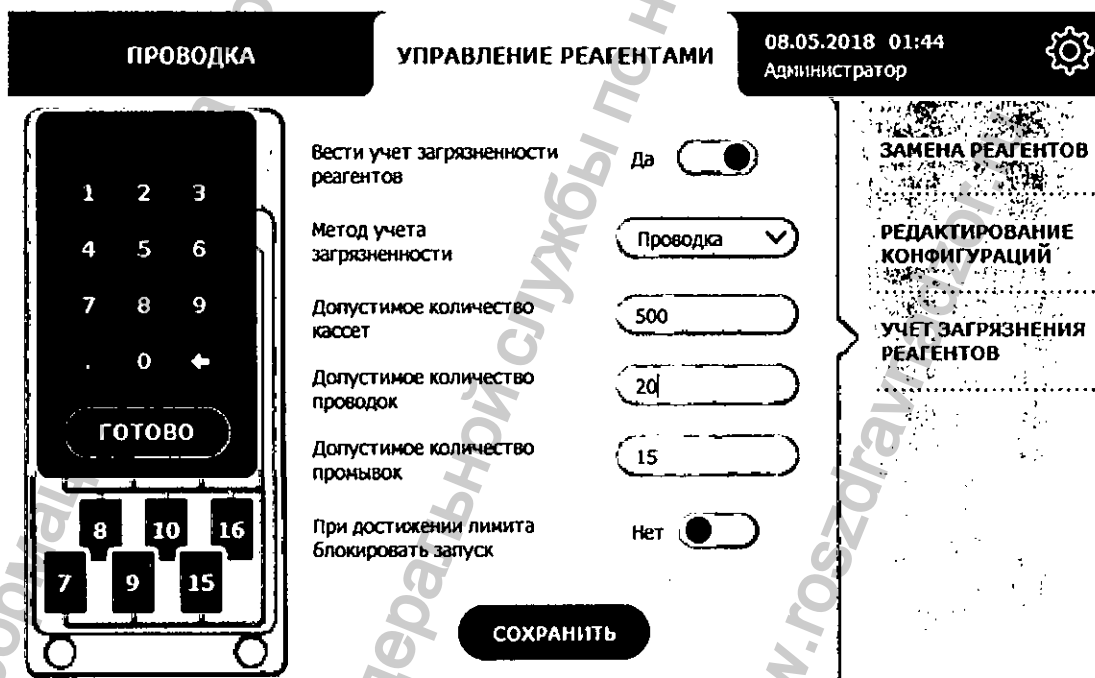 ПРОВОДКА
УПРАВЛЕНИЕ РЕАГЕНТАМИ
08.05.2018 01:44
Администратор
1 2 3
4 5 6
7 8 9
. 0
ГОТОВО
8 10 16
7 9 15
Вести учет загрязненности
реагентов
Да
Метод учета
загрязненности
Проводка
Допустимое количество
кассет
500
Допустимое количество
проводок
20
Допустимое количество
промывок
15
При достижении лимита
блокировать запуск
Нет
СОХРАНИТЬ
ЗАМЕНА РЕАГЕНТОВ
РЕДАКТИРОВАНИЕ
КОНФИГУРАЦИЙ
УЧЕТ ЗАГРЯЗНЕНИЯ
РЕАГЕНТОВ